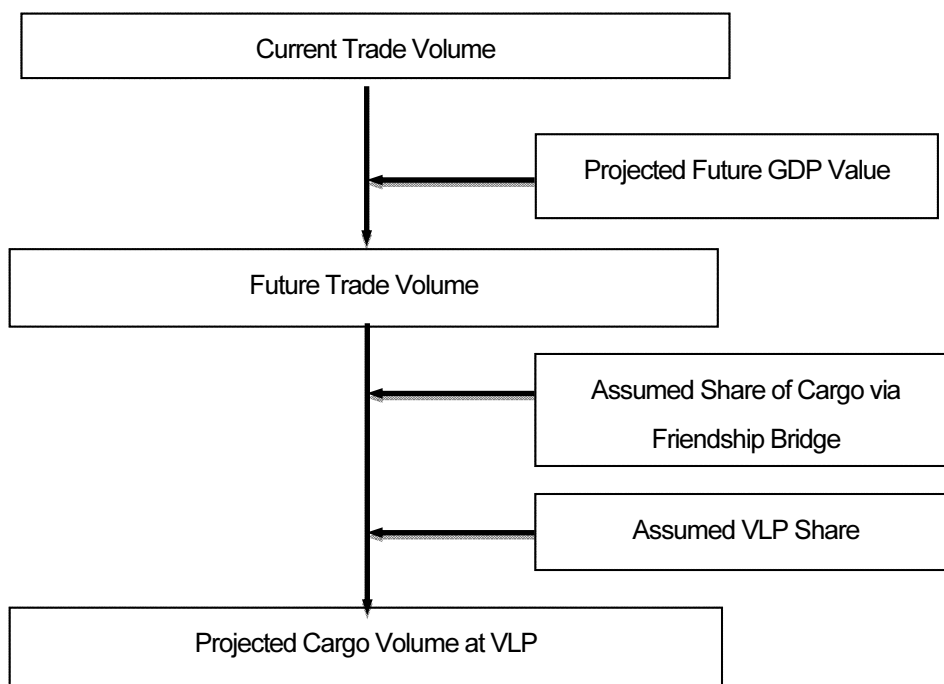 Current Trade Volume
Projected Future GDP Value
Future Trade Volume
Assumed Share of Cargo via
Friendship Bridge
Assumed VLP Share
Projected Cargo Volume at VLP